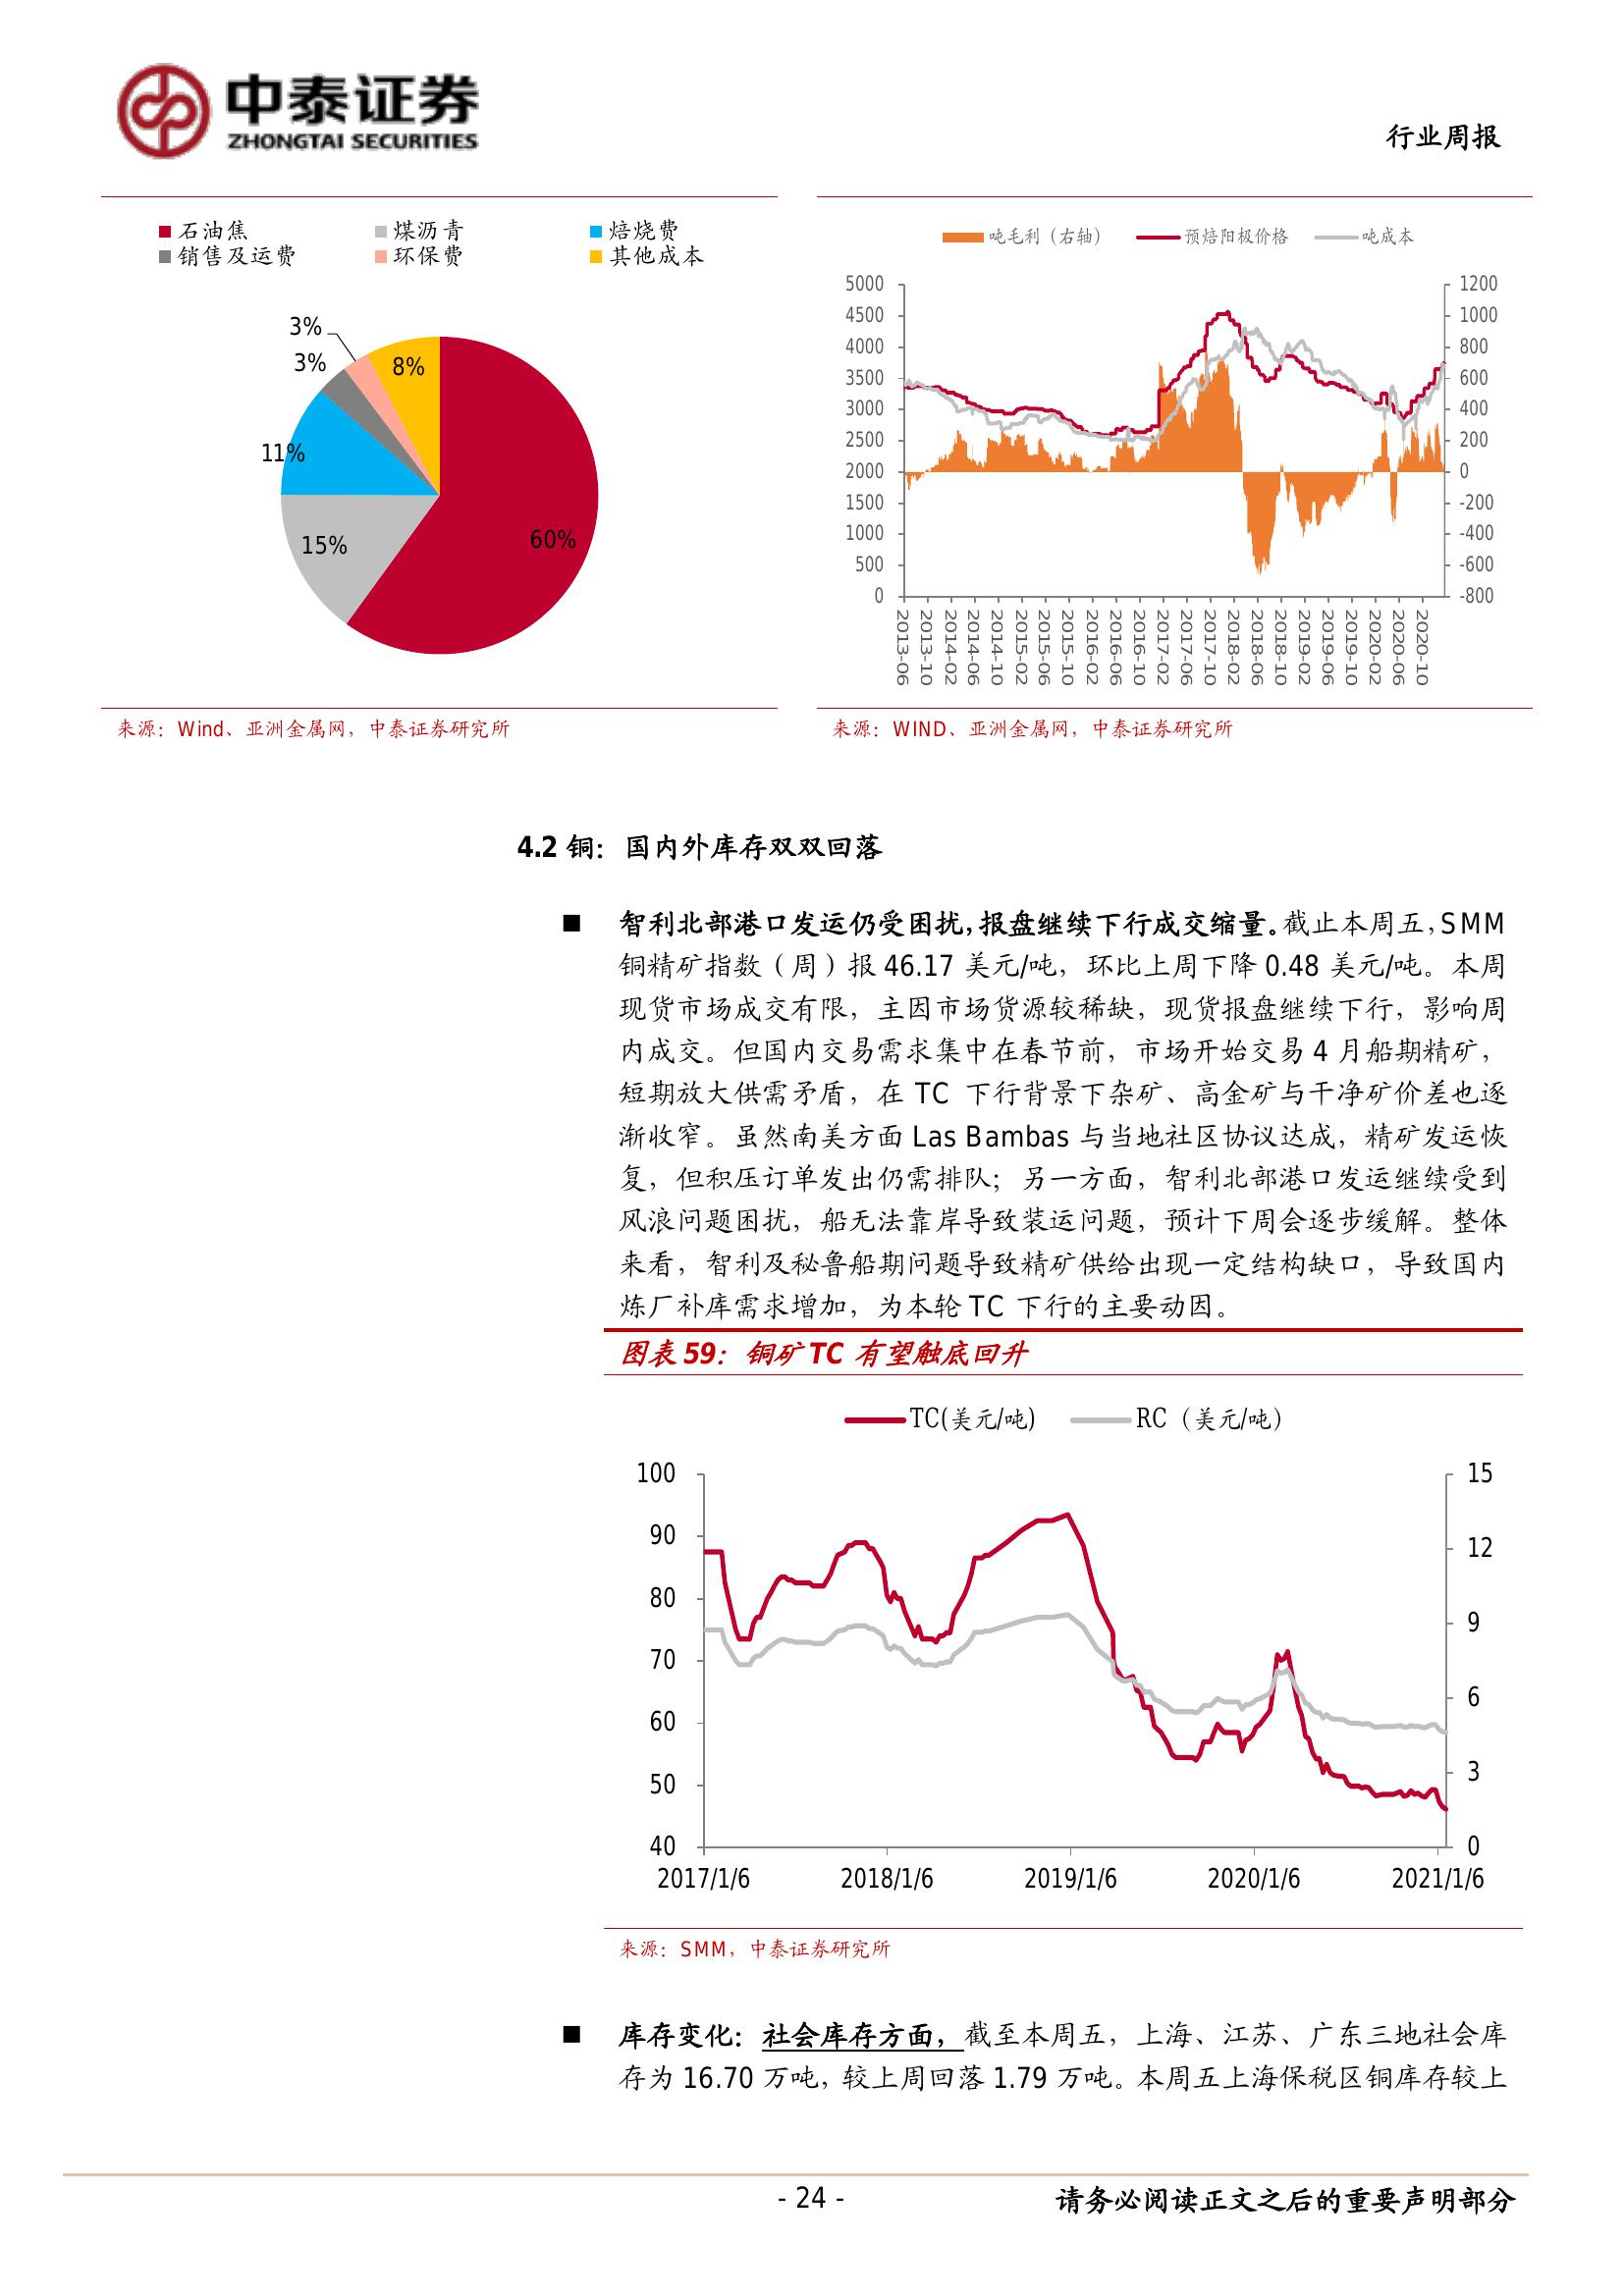 中泰证券
ZHONGTAI SECURITIES
行业周报
石油焦 煤沥青 焙烧费
销售及运费 环保费 其他成本
3%
3%
8%
11%
15%
60%
来源：Wind、亚洲金属网，中泰证券研究所
吨毛利（右轴） 预焙阳极价格 吨成本
5000 1200
4500 1000
4000 800
3500 600
3000 400
2500 200
2000 0
1500 -200
1000 -400
500 -600
0 -800
2013-06 2013-10 2014-02 2014-06 2014-10 2015-02 2015-06 2015-10 2016-02 2016-06 2016-10 2017-02 2017-06 2017-10 2018-02 2018-06 2018-10 2019-02 2019-06 2019-10 2020-02 2020-06 2020-10
来源：WIND、亚洲金属网，中泰证券研究所
4.2 铜：国内外库存双双回落
■ 智利北部港口发运仍受困扰，报盘继续下行成交缩量。截止本周五，SMM
铜精矿指数（周）报 46.17 美元/吨，环比上周下降 0.48 美元/吨。本周
现货市场成交有限，主因市场货源较稀缺，现货报盘继续下行，影响周
内成交。但国内交易需求集中在春节前，市场开始交易 4 月船期精矿，
短期放大供需矛盾，在 TC 下行背景下杂矿、高金矿与干净矿价差也逐
渐收窄。虽然南美方面 Las Bambas 与当地社区协议达成，精矿发运恢
复，但积压订单发出仍需排队；另一方面，智利北部港口发运继续受到
风浪问题困扰，船无法靠岸导致装运问题，预计下周会逐步缓解。整体
来看，智利及秘鲁船期问题导致精矿供给出现一定结构缺口，导致国内
炼厂补库需求增加，为本轮 TC 下行的主要动因。
图表 59：铜矿 TC 有望触底回升
TC(美元/吨) RC（美元/吨）
100 15
90
12
80
9
70
6
60
3
50
40 0
2017/1/6 2018/1/6 2019/1/6 2020/1/6 2021/1/6
来源：SMM，中泰证券研究所
■ 库存变化：社会库存方面，截至本周五，上海、江苏、广东三地社会库
存为 16.70 万吨，较上周回落 1.79 万吨。本周五上海保税区铜库存较上
- 24 -
请务必阅读正文之后的重要声明部分